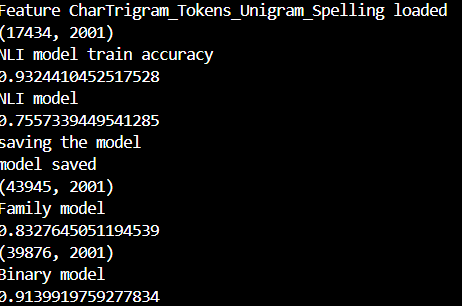 Feature CharTrigram_Tokens_Unigram_Spelling loaded
(17434, 2001)
NLI model train accuracy
0.9324410452517528
NLI model
0.7557339449541285
saving the model
model saved
(43945, 2001)
Family model
0.8327645051194539
(39876, 2001)
Binary model
0.9139919759277834